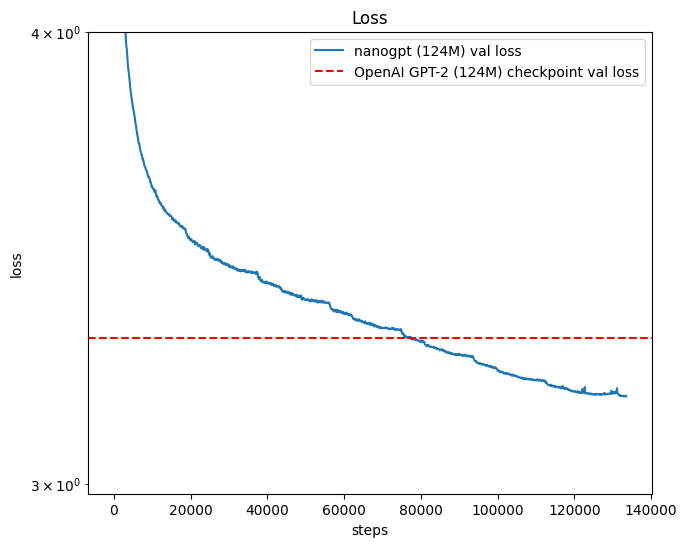 Loss
4 × 10⁰
nanogpt (124M) val loss
OpenAI GPT-2 (124M) checkpoint val loss
loss
3 × 10⁰
0 20000 40000 60000 80000 100000 120000 140000
steps